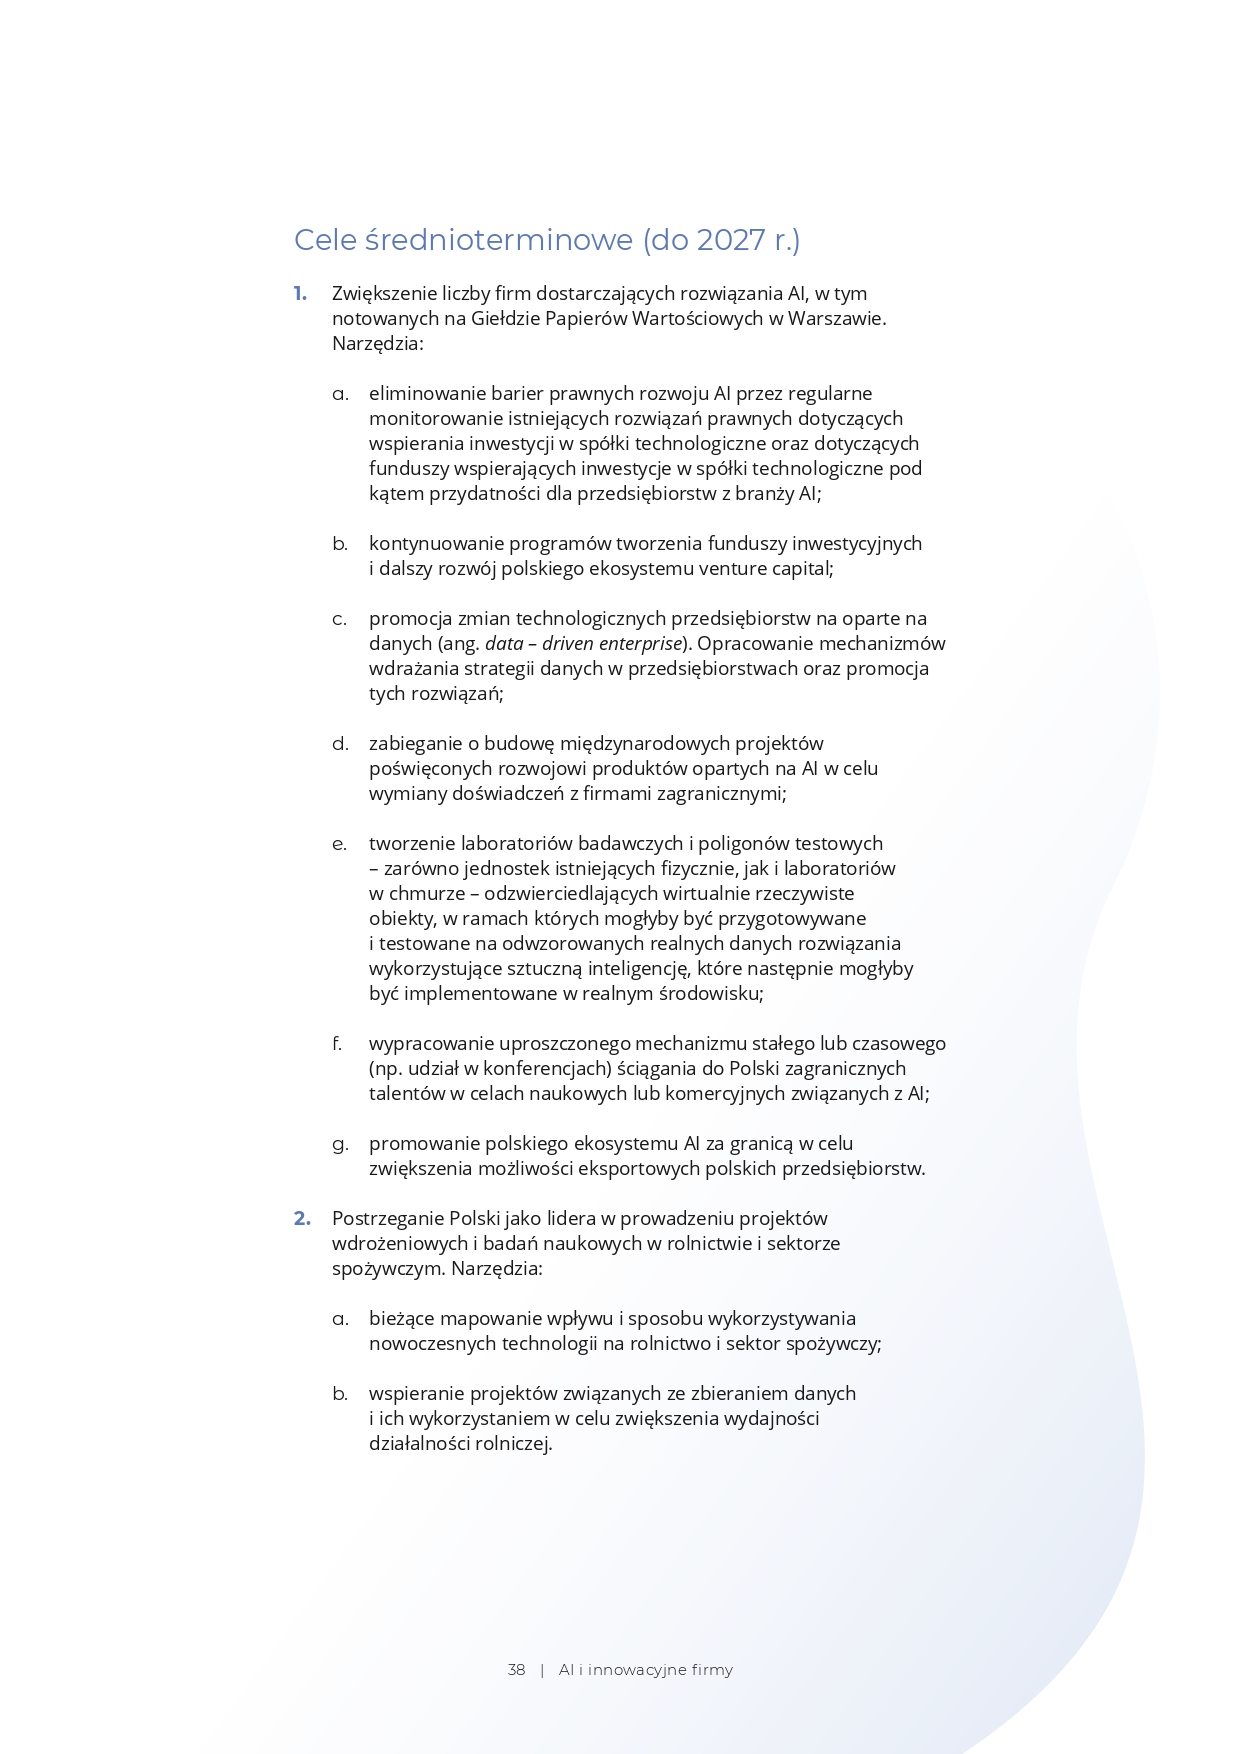 Cele średnioterminowe (do 2027 r.)
1. Zwiększenie liczby firm dostarczających rozwiązania AI, w tym
notowanych na Giełdzie Papierów Wartościowych w Warszawie.
Narzędzia:
a. eliminowanie barier prawnych rozwoju AI przez regularne
monitorowanie istniejących rozwiązań prawnych dotyczących
wspierania inwestycji w spółki technologiczne oraz dotyczących
funduszy wspierających inwestycje w spółki technologiczne pod
kątem przydatności dla przedsiębiorstw z branży AI;
b. kontynuowanie programów tworzenia funduszy inwestycyjnych
i dalszy rozwój polskiego ekosystemu venture capital;
c. promocja zmian technologicznych przedsiębiorstw na oparte na
danych (ang. data – driven enterprise). Opracowanie mechanizmów
wdrażania strategii danych w przedsiębiorstwach oraz promocja
tych rozwiązań;
d. zabieganie o budowę międzynarodowych projektów
poświęconych rozwojowi produktów opartych na AI w celu
wymiany doświadczeń z firmami zagranicznymi;
e. tworzenie laboratoriów badawczych i poligonów testowych
– zarówno jednostek istniejących fizycznie, jak i laboratoriów
w chmurze – odzwierciedlających wirtualnie rzeczywiste
obiekty, w ramach których mogłyby być przygotowywane
i testowane na odwzorowanych realnych danych rozwiązania
wykorzystujące sztuczną inteligencję, które następnie mogłyby
być implementowane w realnym środowisku;
f. wypracowanie uproszczonego mechanizmu stałego lub czasowego
(np. udział w konferencjach) ściągania do Polski zagranicznych
talentów w celach naukowych lub komercyjnych związanych z AI;
g. promowanie polskiego ekosystemu AI za granicą w celu
zwiększenia możliwości eksportowych polskich przedsiębiorstw.
2. Postrzeganie Polski jako lidera w prowadzeniu projektów
wdrożeniowych i badań naukowych w rolnictwie i sektorze
spożywczym. Narzędzia:
a. bieżące mapowanie wpływu i sposobu wykorzystywania
nowoczesnych technologii na rolnictwo i sektor spożywczy;
b. wspieranie projektów związanych ze zbieraniem danych
i ich wykorzystaniem w celu zwiększenia wydajności
działalności rolniczej.
38 | AI i innowacyjne firmy